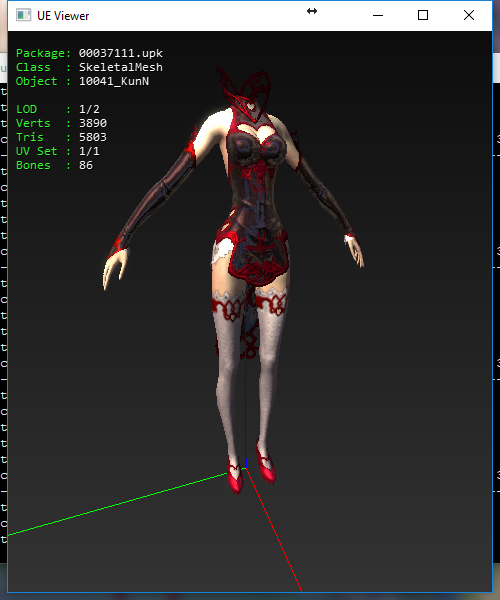 UE Viewer
Package: 00037111.upk
Class  : SkeletalMesh
Object : 10041_KunN
LOD    : 1/2
Verts  : 3890
Tris   : 5803
UV Set : 1/1
Bones  : 86